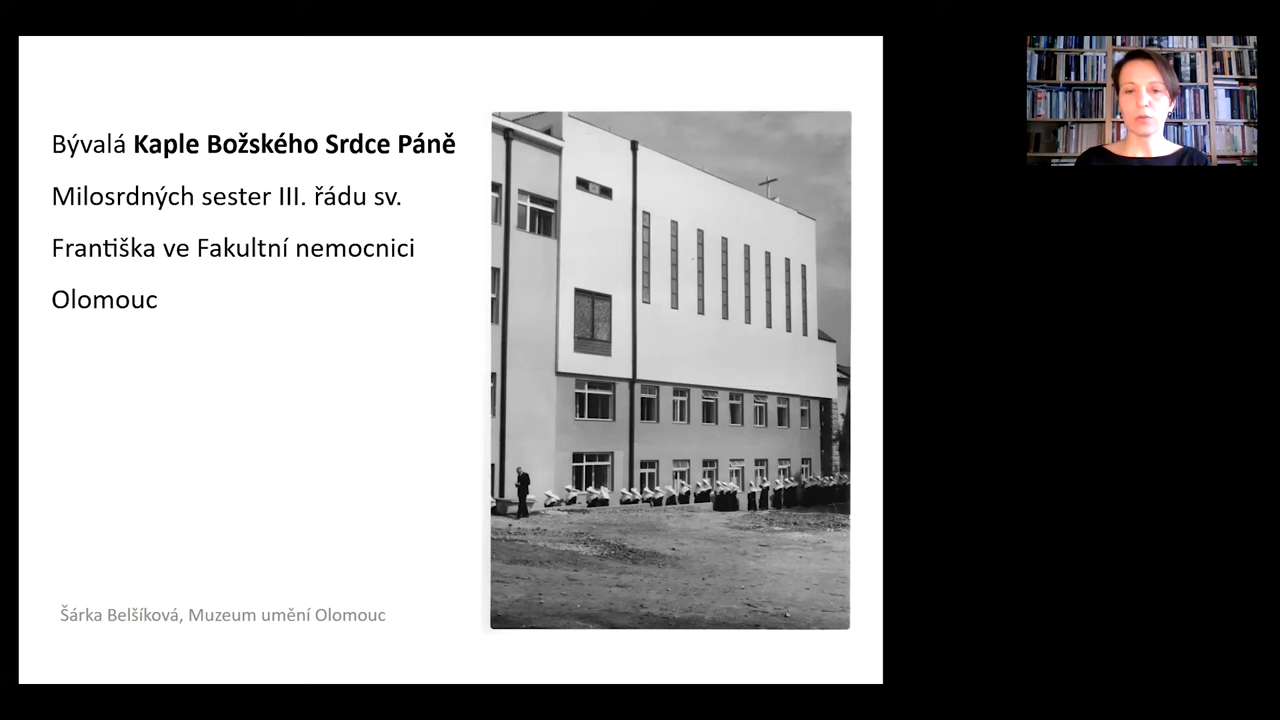 Bývalá Kaple Božského Srdce Páně
Milosrdných sester III. řádu sv.
Františka ve Fakultní nemocnici
Olomouc
Šárka Belšíková, Muzeum umění Olomouc